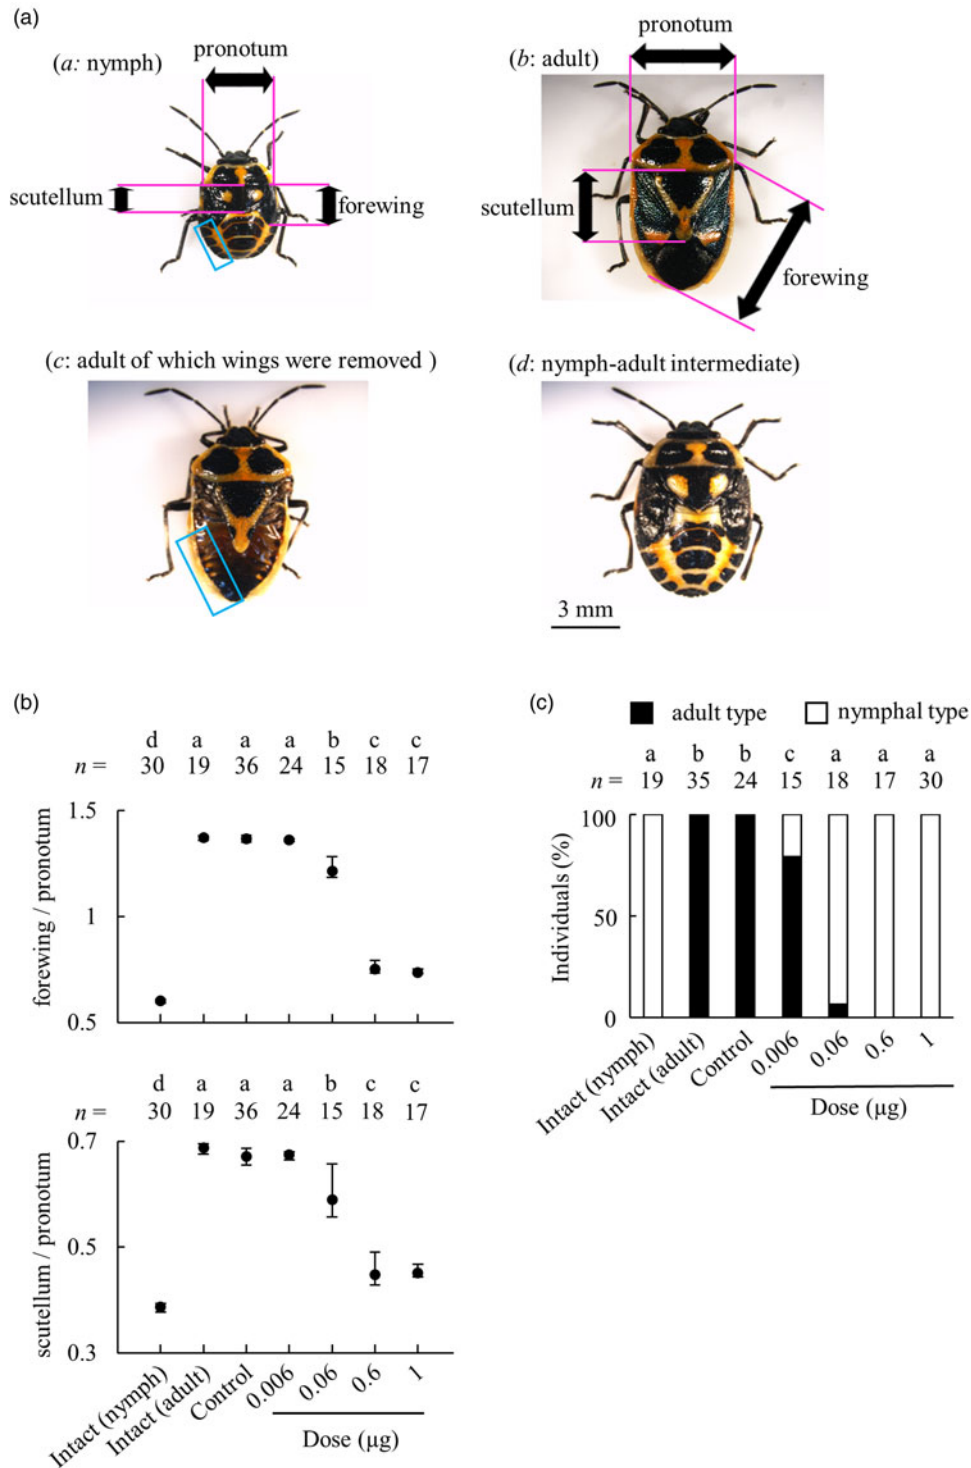 (a)
pronotum
(a: nymph)
scutellum
forewing
pronotum
(b: adult)
scutellum
forewing
(c: adult of which wings were removed )
(d: nymph-adult intermediate)
3 mm
(b)
d a a a b c c
n = 30 19 36 24 15 18 17
1.5
1
0.5
forewing / pronotum
d a a a b c c
n = 30 19 36 24 15 18 17
0.7
0.5
0.3
scutellum / pronotum
Intact (nymph) Intact (adult) Control 0.006 0.06 0.6 1
Dose (µg)
(c)
adult type nymphal type
a b b c a a a
n = 19 35 24 15 18 17 30
100
50
0
Individuals (%)
Intact (nymph) Intact (adult) Control 0.006 0.06 0.6 1
Dose (µg)